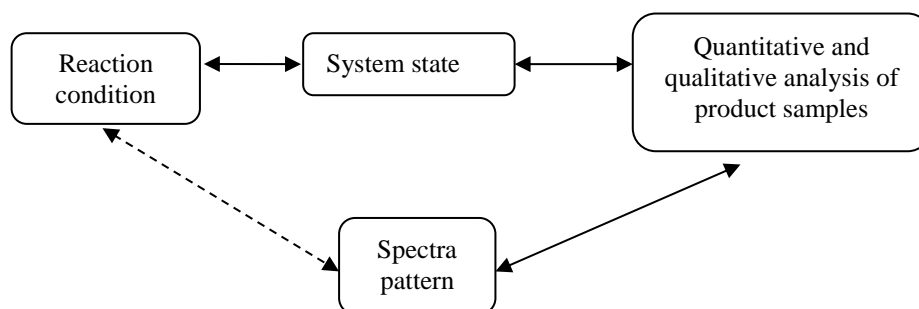 Reaction
condition
System state
Quantitative and
qualitative analysis of
product samples
Spectra
pattern